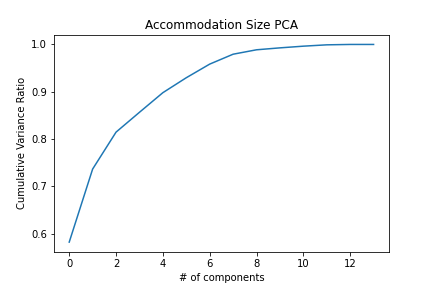 Accommodation Size PCA
1.0
0.9
0.8
0.7
0.6
Cumulative Variance Ratio
0 2 4 6 8 10 12
# of components